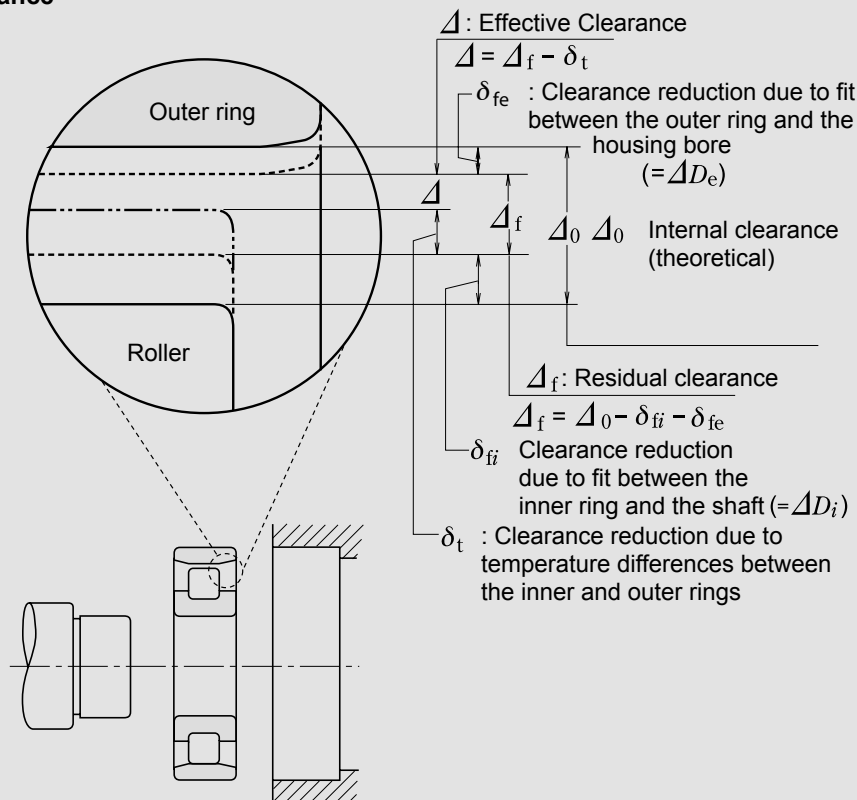 Δ : Effective Clearance
Δ = Δf − δt
δfe : Clearance reduction due to fit
between the outer ring and the
housing bore
(=ΔDe)
Outer ring
Δ
Δf
Δ0 Δ0 Internal clearance
(theoretical)
Roller
Δf : Residual clearance
Δf = Δ0 − δfi − δfe
δfi Clearance reduction
due to fit between the
inner ring and the shaft (=ΔDi)
δt : Clearance reduction due to
temperature differences between
the inner and outer rings